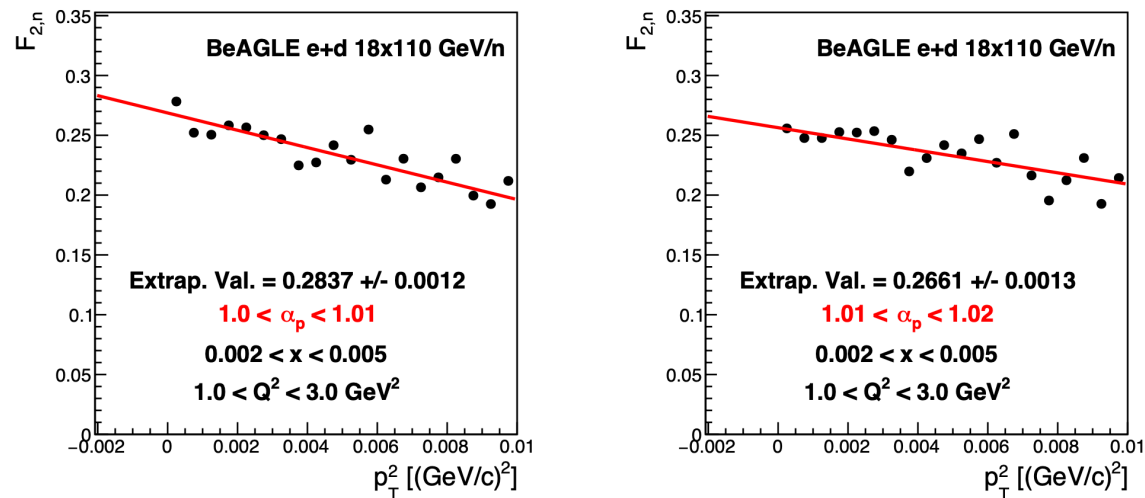 F2,n
0.35
0.3
0.25
0.2
0.15
0.1
0.05
0
BeAGLE e+d 18x110 GeV/n
Extrap. Val. = 0.2837 +/- 0.0012
1.0 < αp < 1.01
0.002 < x < 0.005
1.0 < Q² < 3.0 GeV²
−0.002 0 0.002 0.004 0.006 0.008 0.01
p²T [(GeV/c)²]
F2,n
0.35
0.3
0.25
0.2
0.15
0.1
0.05
0
BeAGLE e+d 18x110 GeV/n
Extrap. Val. = 0.2661 +/- 0.0013
1.01 < αp < 1.02
0.002 < x < 0.005
1.0 < Q² < 3.0 GeV²
−0.002 0 0.002 0.004 0.006 0.008 0.01
p²T [(GeV/c)²]